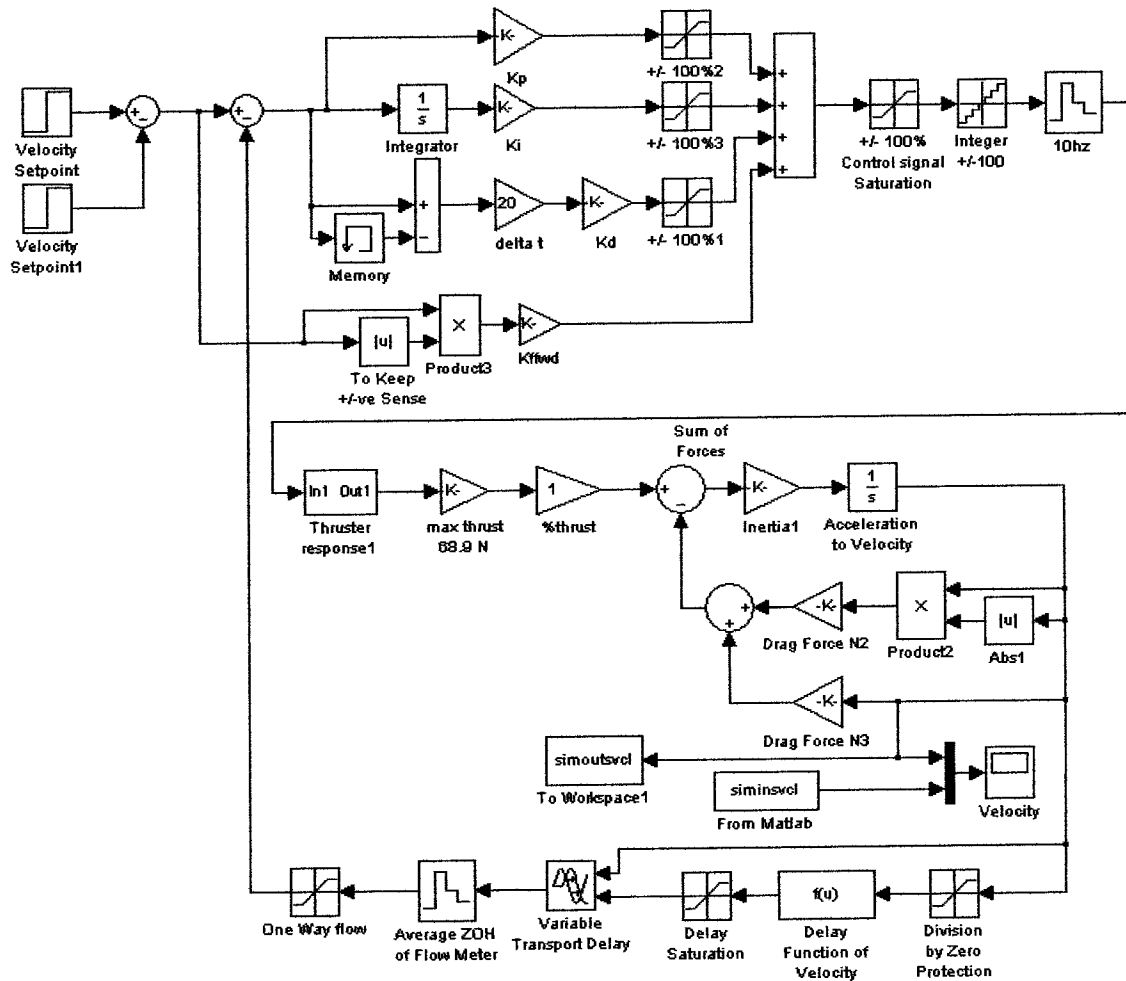 K-
Kp
+/- 100%2
+
-
Velocity
Setpoint
Velocity
Setpoint1
+
-
1
s
Integrator
K-
Ki
+/- 100%3
+
+
+
+
+/- 100%
Control signal
Saturation
Integer
+/-100
10hz
+
-
Memory
20
delta t
K-
Kd
+/- 100%1
|u|
To Keep
+/-ve Sense
×
Product3
K-
Kffwd
Sum of
Forces
In1 Out1
Thruster
response1
K-
max thrust
68.9 N
1
%thrust
+
-
-K-
Inertia1
1
s
Acceleration
to Velocity
+
+
-K-
Drag Force N2
×
Product2
|u|
Abs1
-K-
Drag Force N3
simoutsvcl
To Workspace1
siminsvcl
From Matlab
Velocity
One Way flow
Average ZOH
of Flow Meter
Variable
Transport Delay
Delay
Saturation
f(u)
Delay
Function of
Velocity
Division
by Zero
Protection